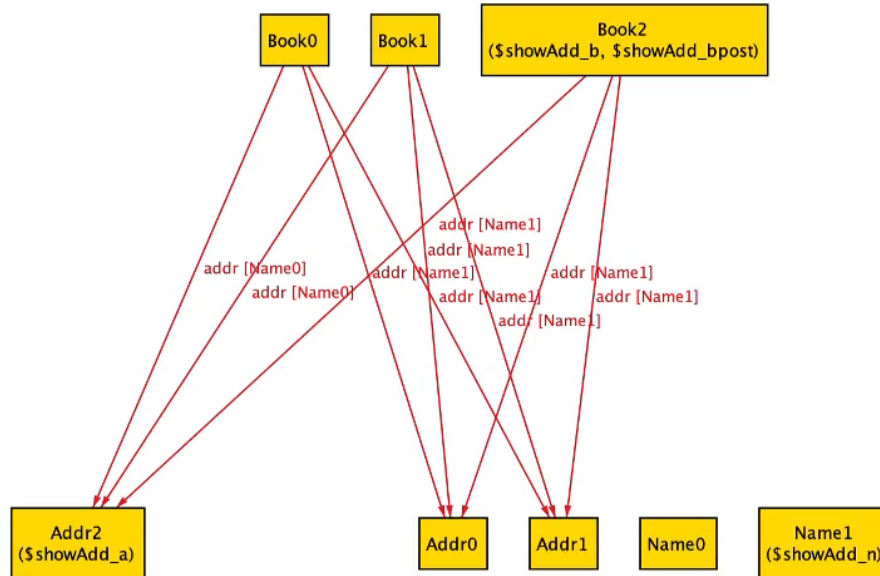 Book0
Book1
Book2
($showAdd_b, $showAdd_bpost)
addr [Name1]
addr [Name1]
addr [Name0]
addr [Name1]
addr [Name1]
addr [Name0]
addr [Name1]
addr [Name1]
addr [Name1]
Addr2
($showAdd_a)
Addr0
Addr1
Name0
Name1
($showAdd_n)